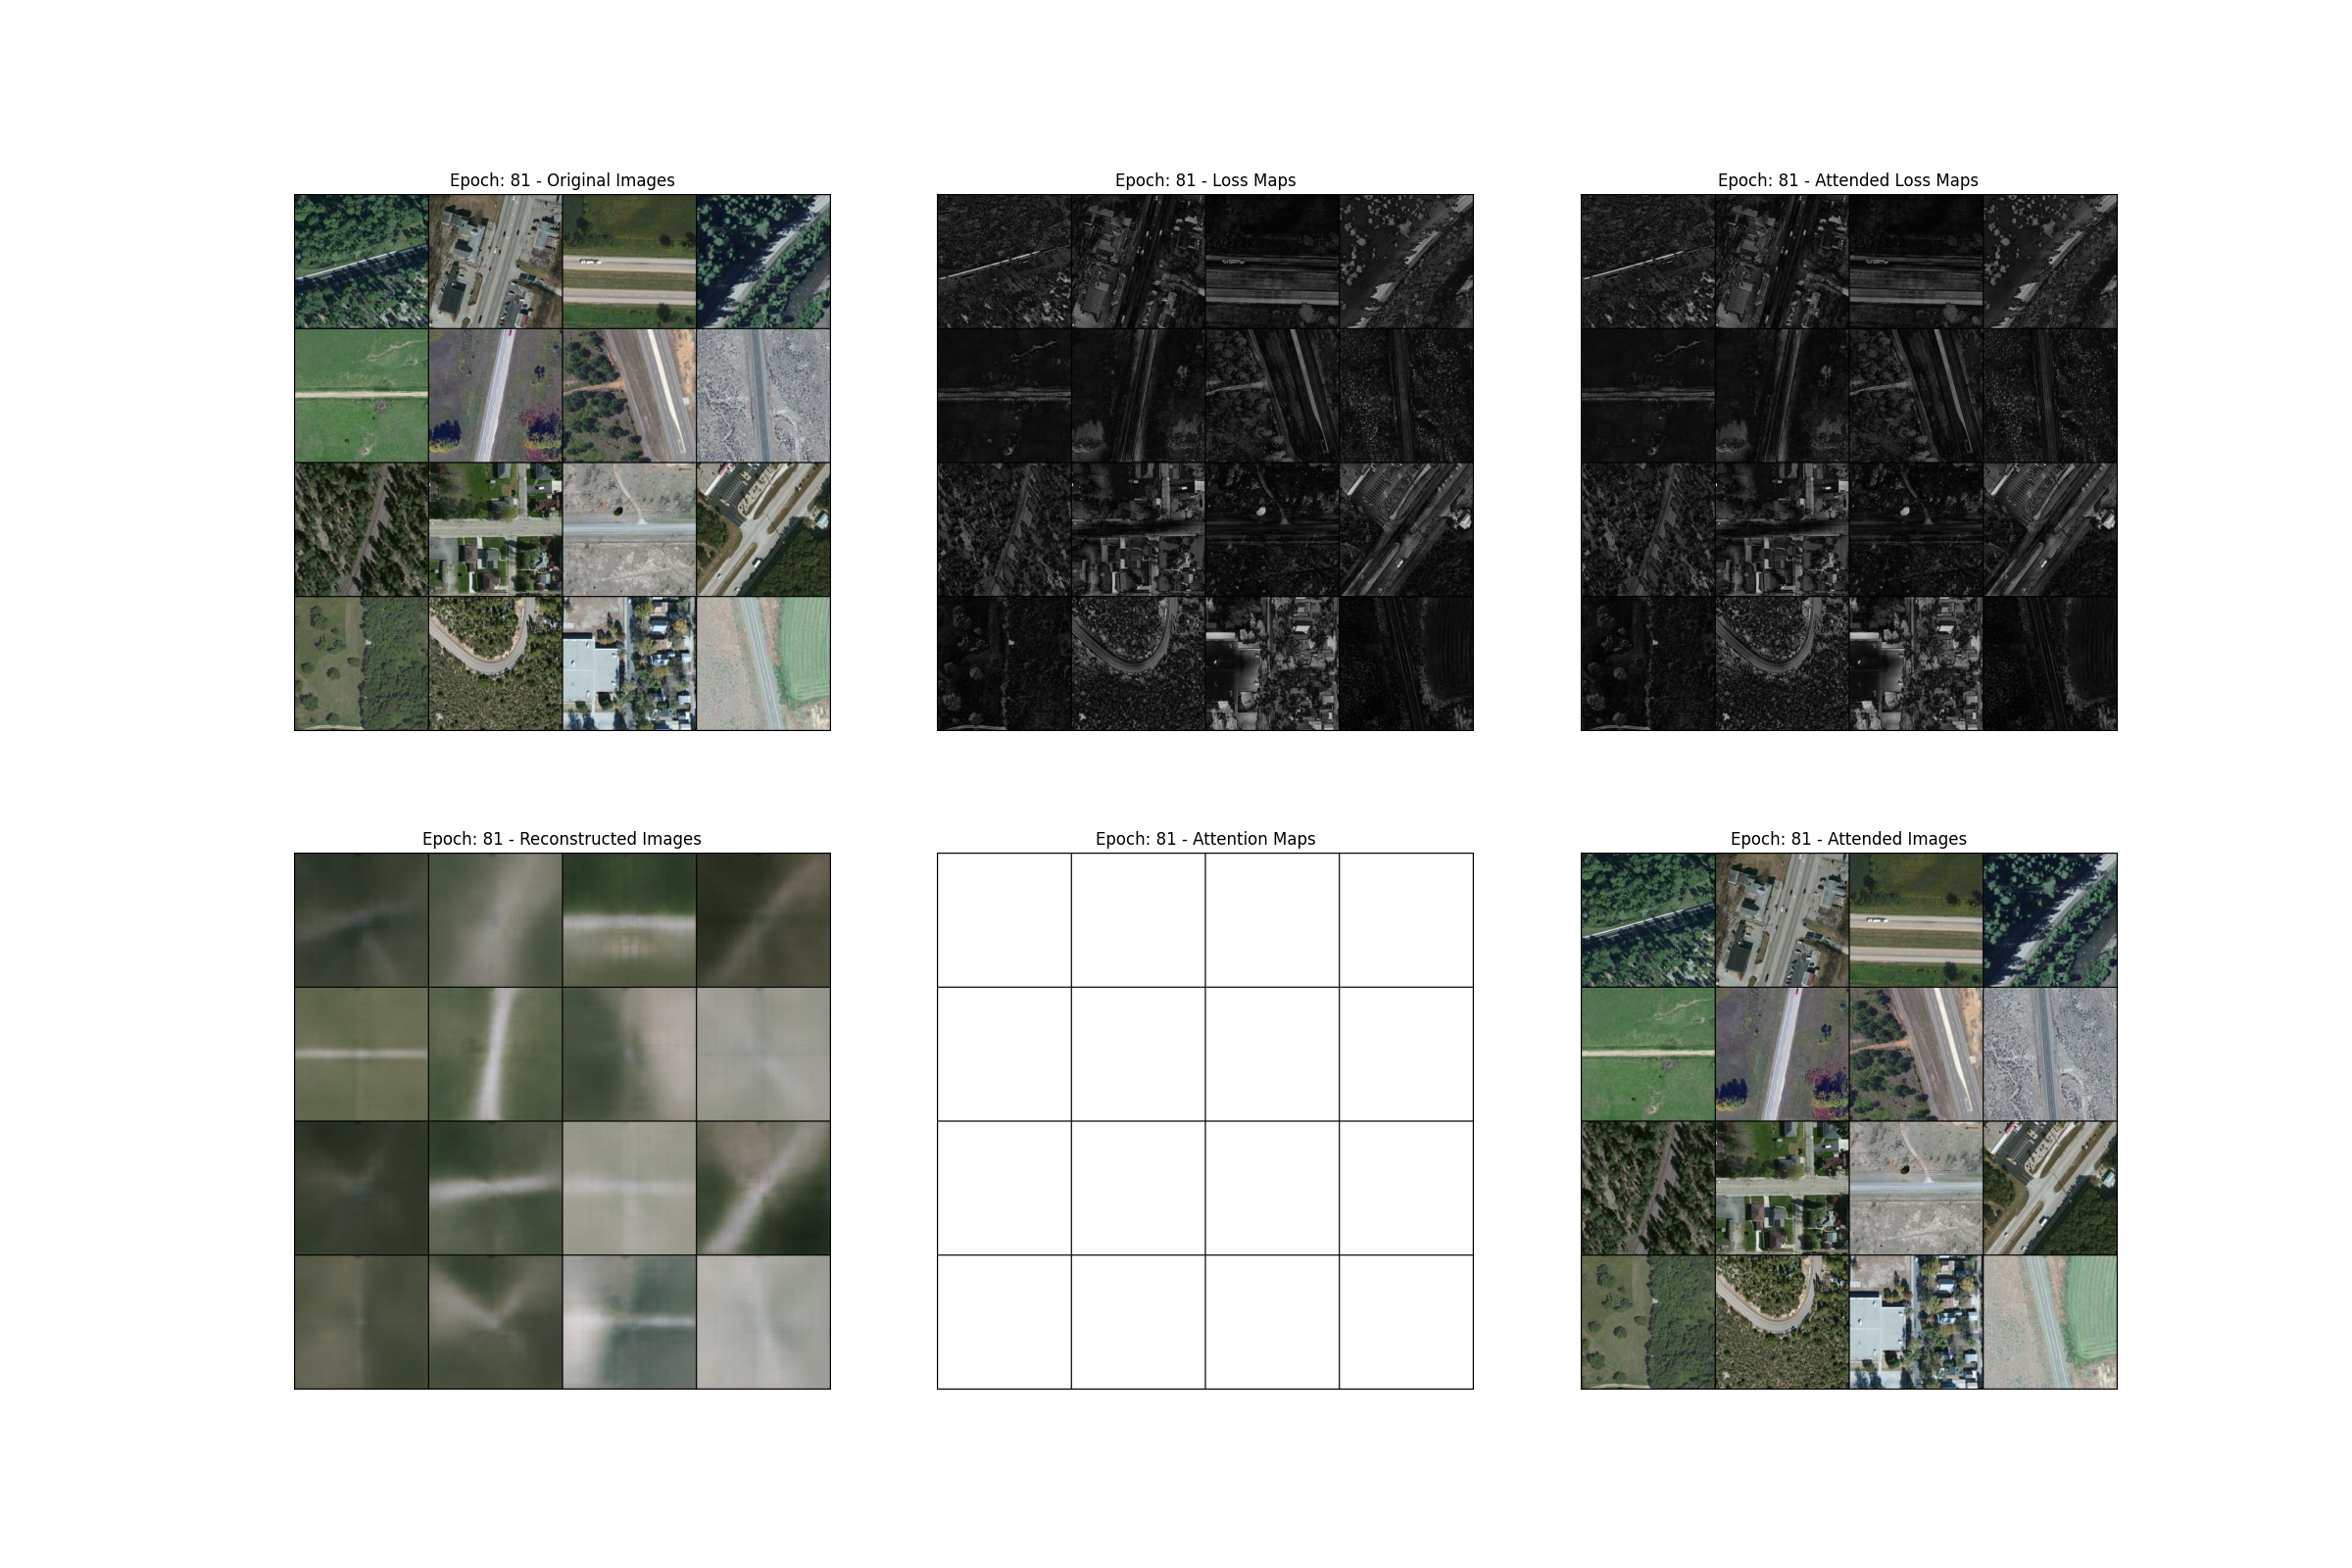 Epoch: 81 - Original Images
Epoch: 81 - Loss Maps
Epoch: 81 - Attended Loss Maps
Epoch: 81 - Reconstructed Images
Epoch: 81 - Attention Maps
Epoch: 81 - Attended Images